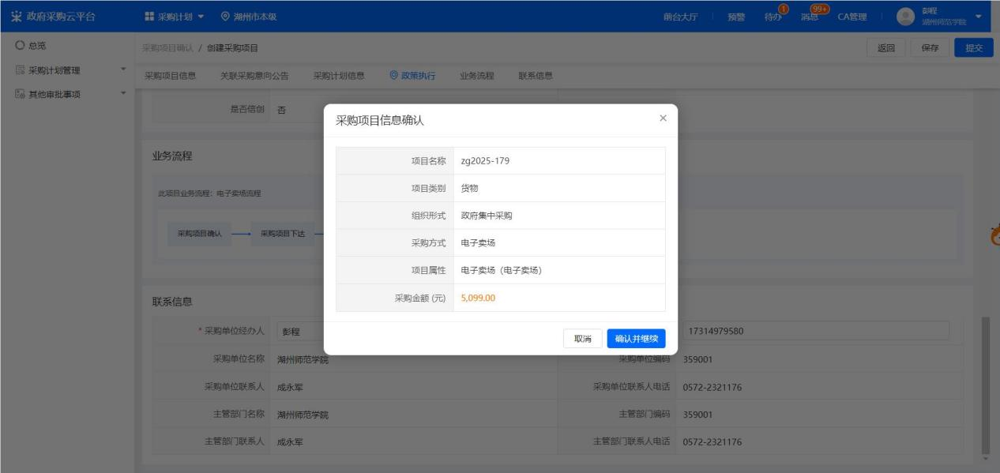 政府采购云平台
采购计划
湖州市本级
前台大厅
预警
待办
1
消息
99+
CA管理
彭程
湖州师范学院
总览
采购计划管理
其他审批事项
采购项目确认 / 创建采购项目
返回
保存
提交
采购项目信息
关联采购意向公告
采购计划信息
政策执行
业务流程
联系信息
是否信创 否
业务流程
此项目业务流程：电子卖场流程
采购项目确认
采购项目下达
采购项目信息确认
项目名称 zg2025-179
项目类别 货物
组织形式 政府集中采购
采购方式 电子卖场
项目属性 电子卖场（电子卖场）
采购金额 (元) 5,099.00
取消
确认并继续
联系信息
* 采购单位经办人 彭程
17314979580
采购单位名称 湖州师范学院
采购单位编码 359001
采购单位联系人 成永军
采购单位联系人电话 0572-2321176
主管部门名称 湖州师范学院
主管部门编码 359001
主管部门联系人 成永军
主管部门联系人电话 0572-2321176